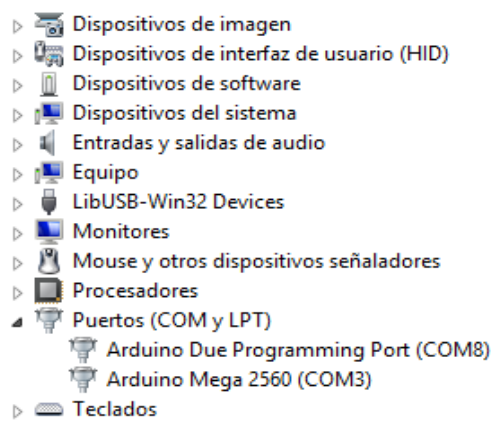 Dispositivos de imagen
Dispositivos de interfaz de usuario (HID)
Dispositivos de software
Dispositivos del sistema
Entradas y salidas de audio
Equipo
LibUSB-Win32 Devices
Monitores
Mouse y otros dispositivos señaladores
Procesadores
Puertos (COM y LPT)
Arduino Due Programming Port (COM8)
Arduino Mega 2560 (COM3)
Teclados